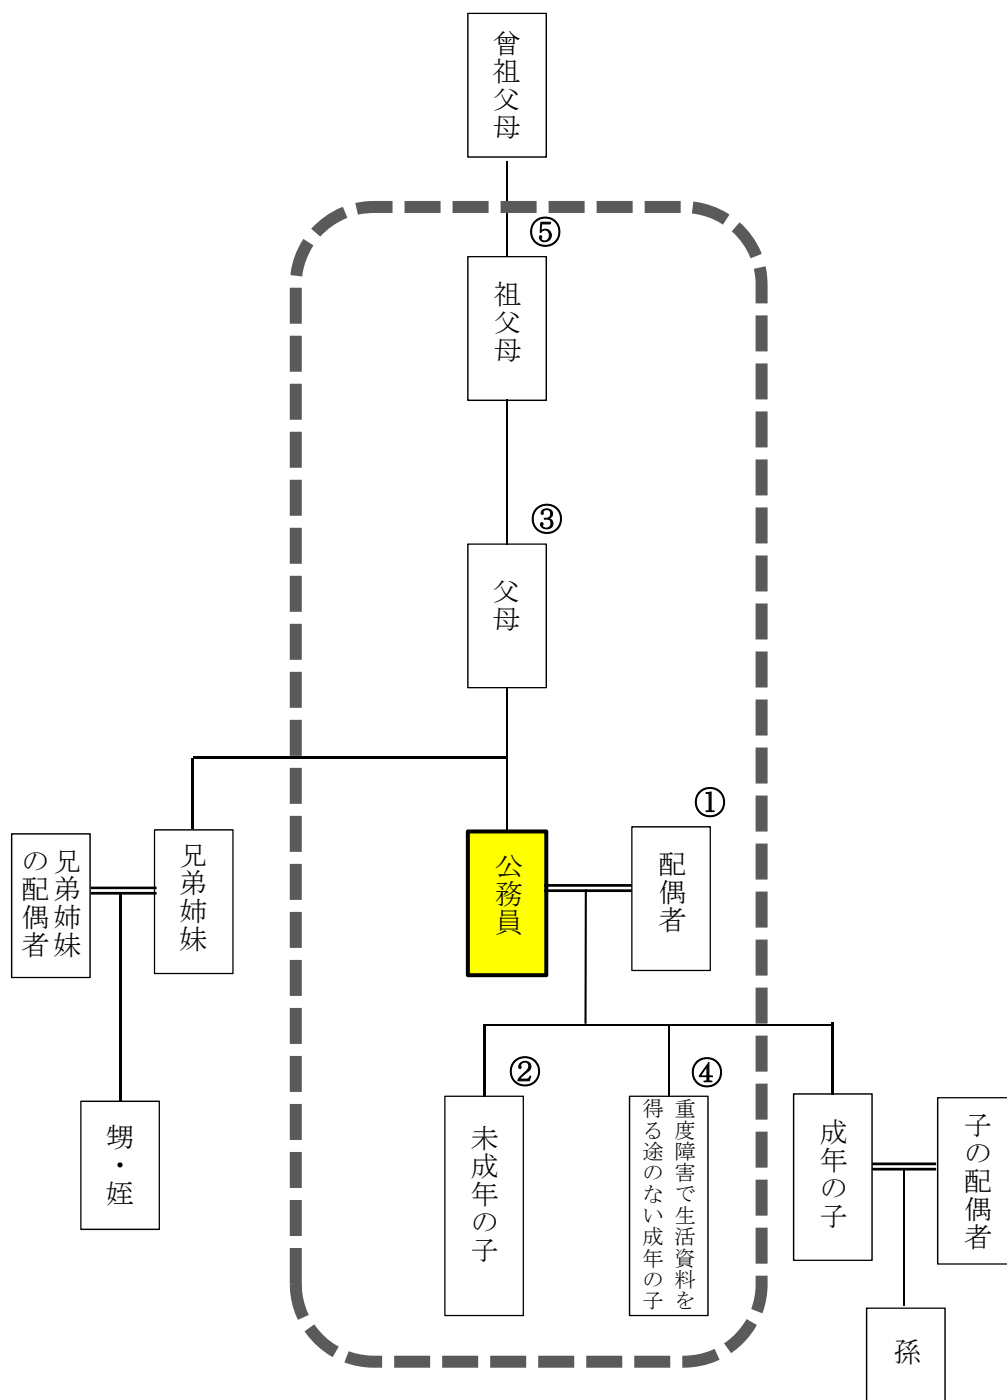 曾祖父母
⑤
祖父母
③
父母
①
兄弟姉妹
の配偶者
兄弟姉妹
公務員
配偶者
②
④
甥・姪
未成年の子
重度障害で生活資料を
得る途のない成年の子
成年の子
子の配偶者
孫